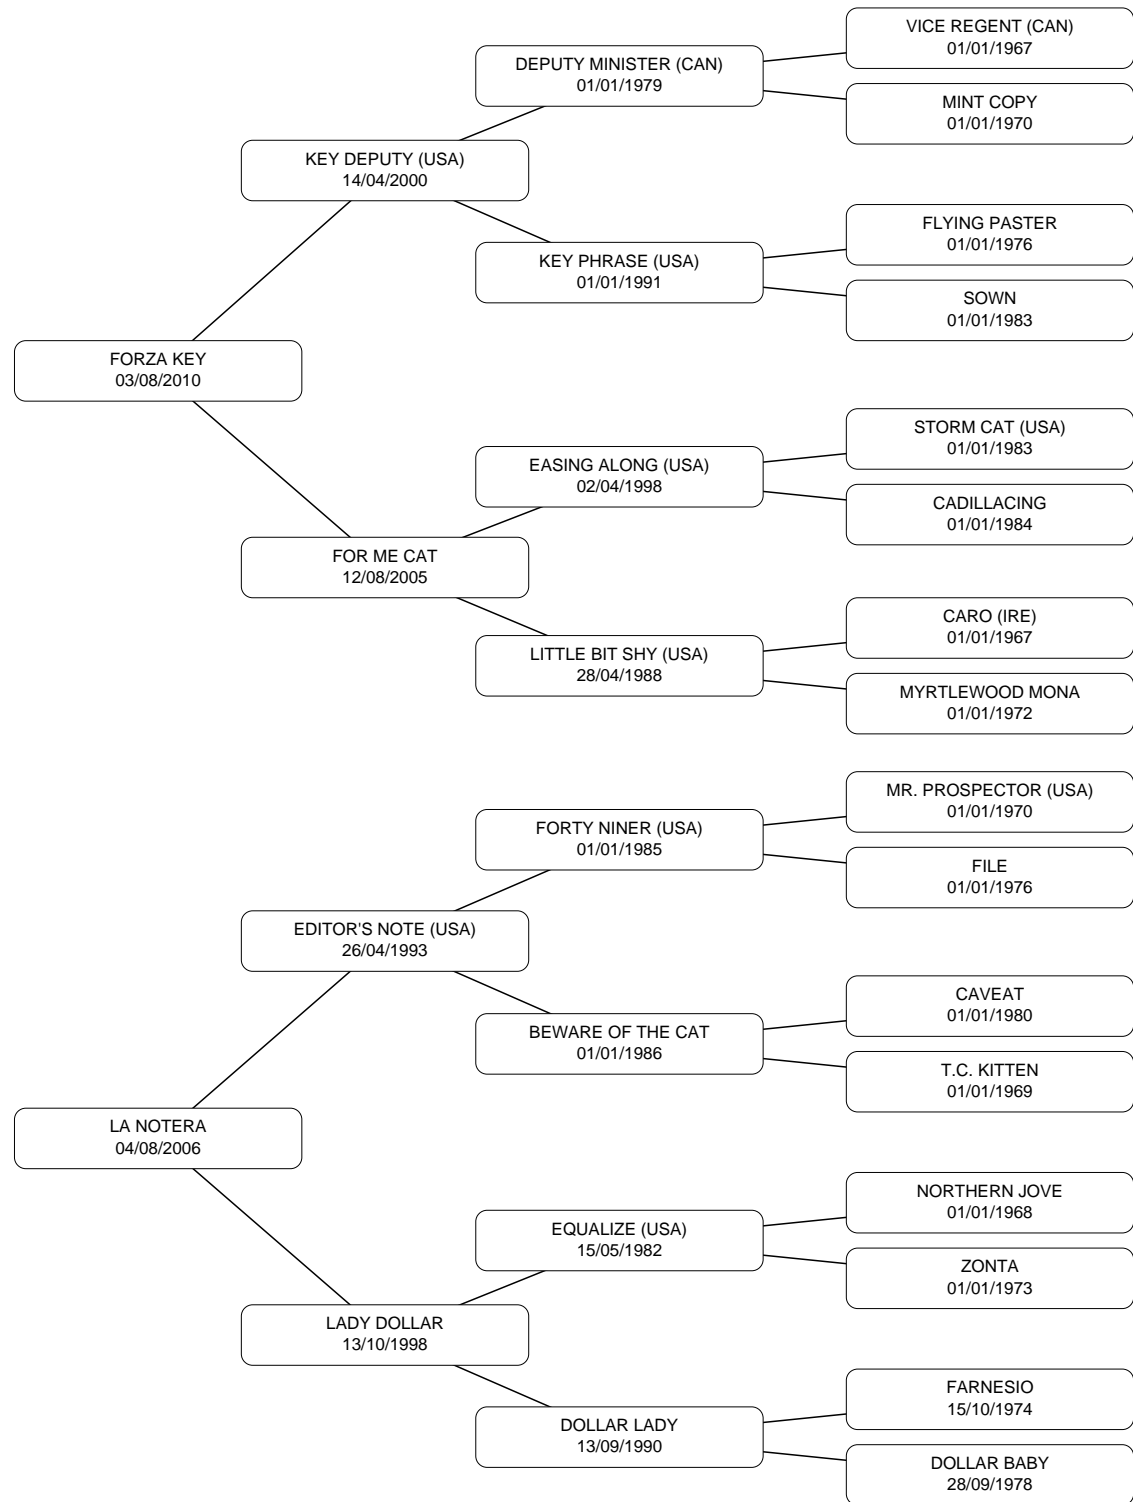 VICE REGENT (CAN)
01/01/1967
DEPUTY MINISTER (CAN)
01/01/1979
MINT COPY
01/01/1970
KEY DEPUTY (USA)
14/04/2000
FLYING PASTER
01/01/1976
KEY PHRASE (USA)
01/01/1991
SOWN
01/01/1983
FORZA KEY
03/08/2010
STORM CAT (USA)
01/01/1983
EASING ALONG (USA)
02/04/1998
CADILLACING
01/01/1984
FOR ME CAT
12/08/2005
CARO (IRE)
01/01/1967
LITTLE BIT SHY (USA)
28/04/1988
MYRTLEWOOD MONA
01/01/1972
MR. PROSPECTOR (USA)
01/01/1970
FORTY NINER (USA)
01/01/1985
FILE
01/01/1976
EDITOR'S NOTE (USA)
26/04/1993
CAVEAT
01/01/1980
BEWARE OF THE CAT
01/01/1986
T.C. KITTEN
01/01/1969
LA NOTERA
04/08/2006
NORTHERN JOVE
01/01/1968
EQUALIZE (USA)
15/05/1982
ZONTA
01/01/1973
LADY DOLLAR
13/10/1998
FARNESIO
15/10/1974
DOLLAR LADY
13/09/1990
DOLLAR BABY
28/09/1978